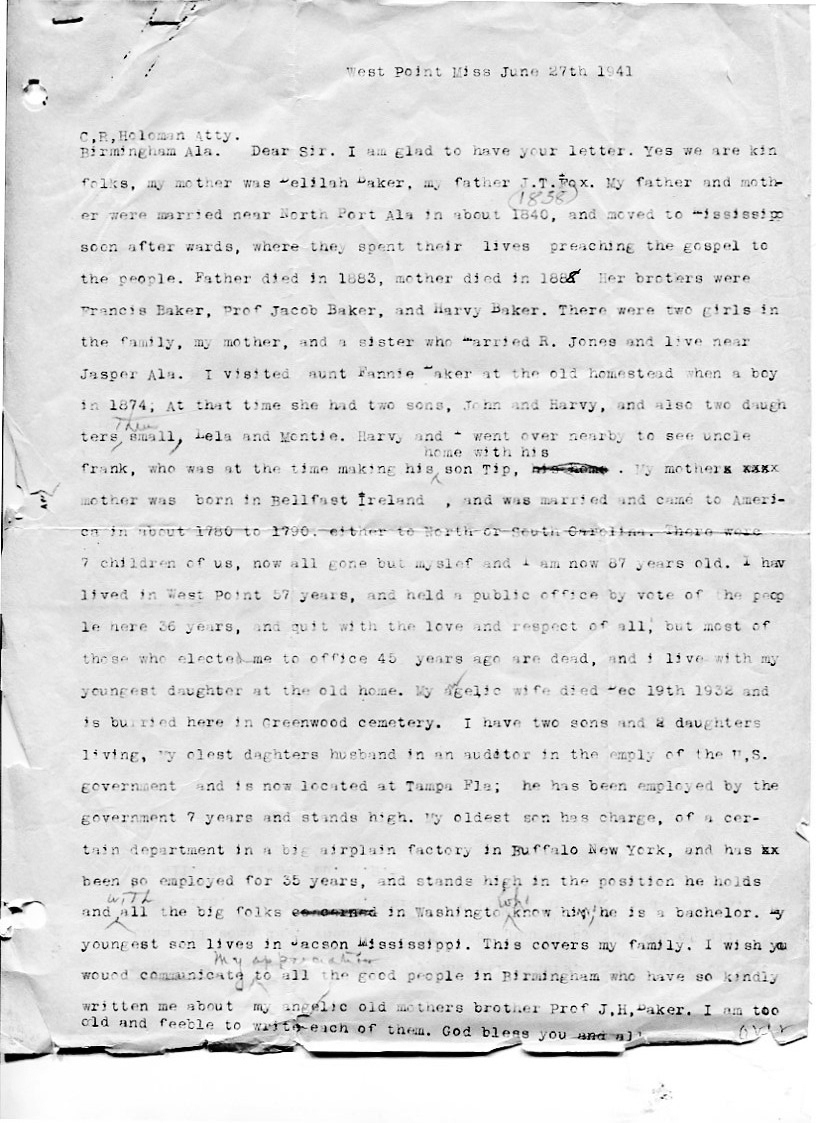 West Point Miss June 27th 1941
C,R,Holoman Atty.
Birmingham Ala. Dear Sir. I am glad to have your letter. Yes we are kin
folks, my mother was Delilah Baker, my father J.T.Fox. My father and moth-
(1838)
er were married near North Port Ala in about 1840, and moved to Mississipp
soon after wards, where they spent their lives preaching the gospel to
the people. Father died in 1883, mother died in 1888 Her broters were
Francis Baker, Prof Jacob Baker, and Harvy Baker. There were two girls in
the family, my mother, and a sister who married R. Jones and live near
Jasper Ala. I visited aunt Fannie Baker at the old homestead when a boy
in 1874; At that time she had two sons, John and Harvy, and also two daugh
then
ters, small, Lela and Montie. Harvy and I went over nearby to see uncle
home with his
frank, who was at the time making his son Tip, his home . My mothers xxxx
mother was born in Bellfast Ireland , and was married and came to Ameri-
ca in about 1780 to 1790. either to North or South Carolina. There were
7 children of us, now all gone but myslef and I am now 87 years old. I hav
lived in West Point 57 years, and held a public office by vote of the peop
le here 36 years, and quit with the love and respect of all, but most of
those who elected me to office 45 years ago are dead, and i live with my
youngest daughter at the old home. My agelic wife died Dec 19th 1932 and
is burried here in Greenwood cemetery. I have two sons and 2 daughters
living, My olest daghters husband in an auditor in the emply of the U,S.
government and is now located at Tampa Fla; he has been employed by the
government 7 years and stands high. My oldest son has charge, of a cer-
tain department in a big airplain factory in Buffalo New York, and has xx
been so employed for 35 years, and stands high in the position he holds
with who
and all the big folks concerned in Washingto know him, he is a bachelor. My
youngest son lives in Jacson Mississippi. This covers my family. I wish you
my appreciation
woued communicate to all the good people in Birmingham who have so kindly
written me about my angelic old mothers brother Prof J,H,Baker. I am too
old and feeble to write each of them. God blees you and all
over